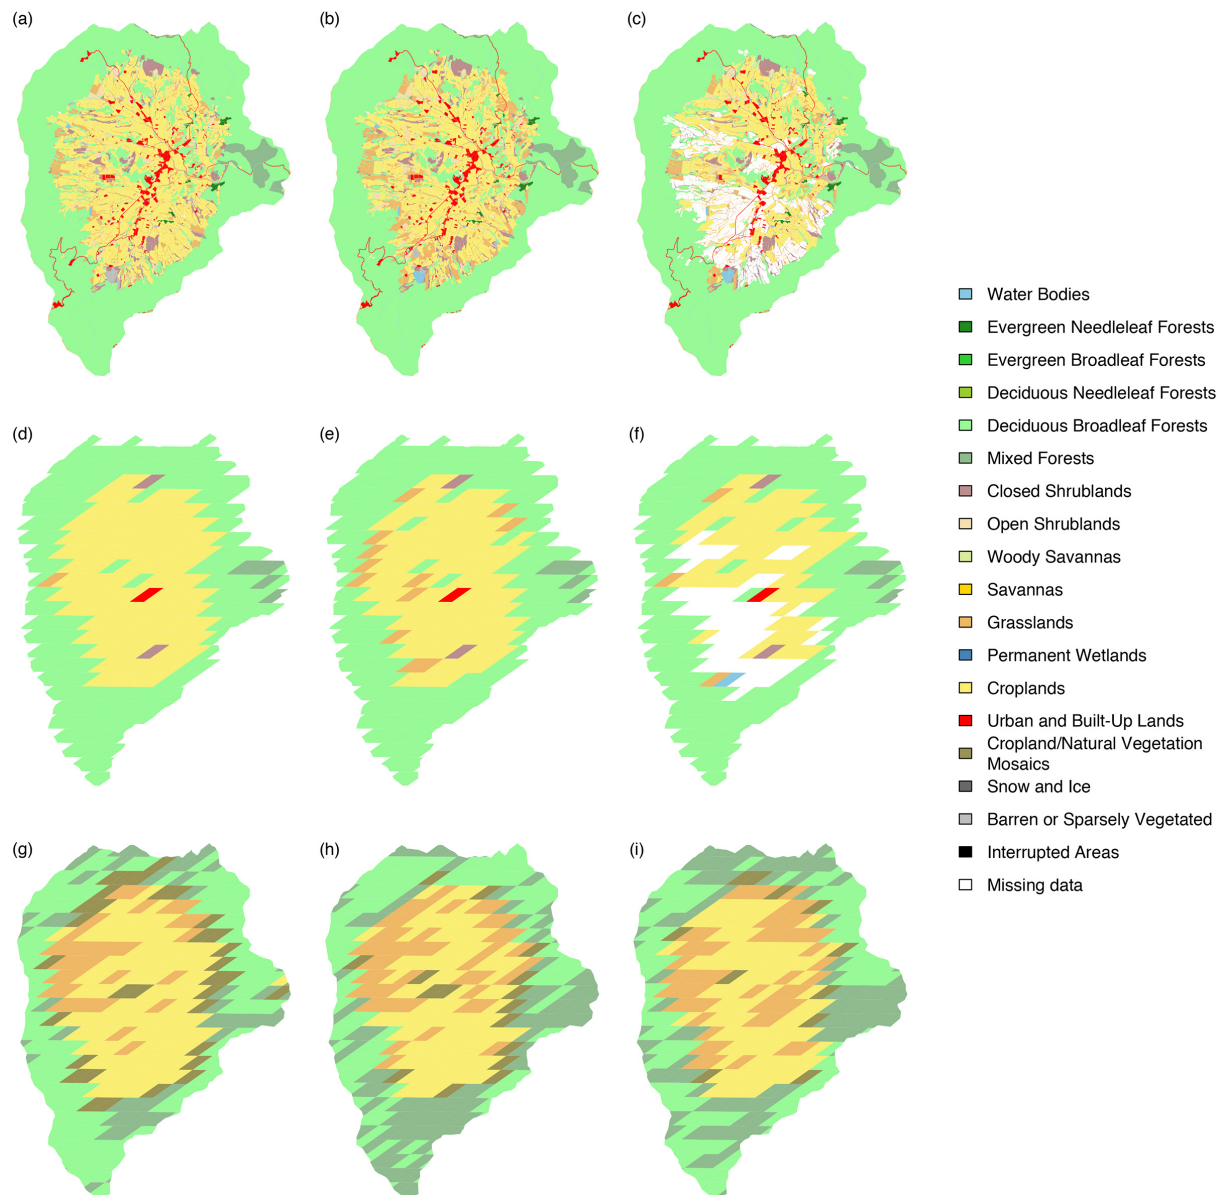 (a)
(b)
(c)
(d)
(e)
(f)
(g)
(h)
(i)
Water Bodies
Evergreen Needleleaf Forests
Evergreen Broadleaf Forests
Deciduous Needleleaf Forests
Deciduous Broadleaf Forests
Mixed Forests
Closed Shrublands
Open Shrublands
Woody Savannas
Savannas
Grasslands
Permanent Wetlands
Croplands
Urban and Built-Up Lands
Cropland/Natural Vegetation
Mosaics
Snow and Ice
Barren or Sparsely Vegetated
Interrupted Areas
Missing data